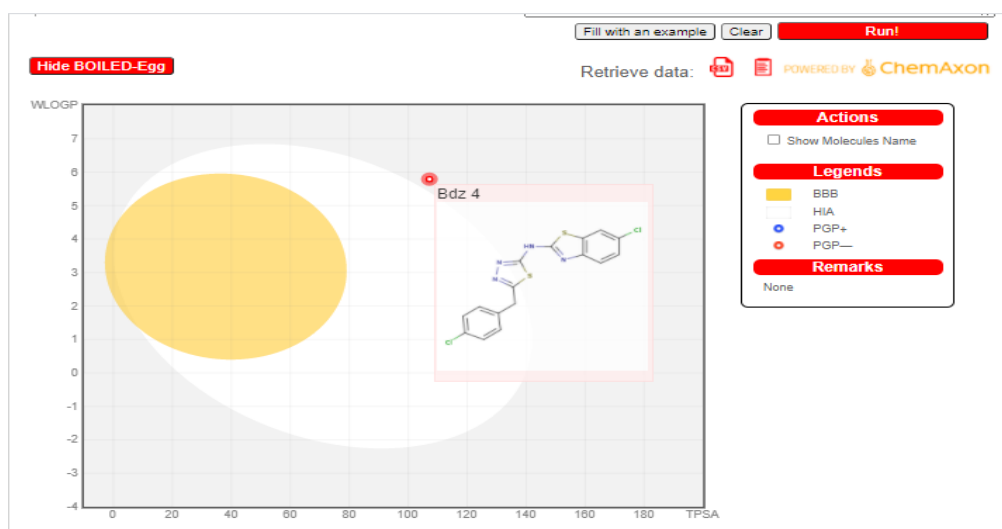 Fill with an example
Clear
Run!
Hide BOILED-Egg
Retrieve data:
CSV
POWERED BY ChemAxon
WLOGP
7
6
5
4
3
2
1
0
-1
-2
-3
-4
0 20 40 60 80 100 120 140 160 180 TPSA
Bdz 4
Cl
S
HN
N
N
N
S
Cl
Actions
Show Molecules Name
Legends
BBB
HIA
PGP+
PGP—
Remarks
None